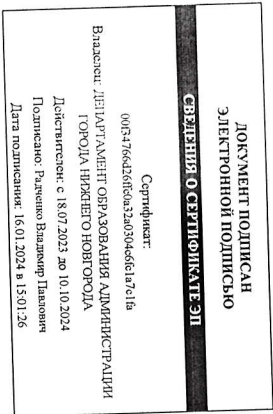 ДОКУМЕНТ ПОДПИСАН
ЭЛЕКТРОННОЙ ПОДПИСЬЮ
СВЕДЕНИЯ О СЕРТИФИКАТЕ ЭП
Сертификат:
00f34766d26ff60a32a0304e6fc1a7c1fa
Владелец: ДЕПАРТАМЕНТ ОБРАЗОВАНИЯ АДМИНИСТРАЦИИ
ГОРОДА НИЖНЕГО НОВГОРОДА
Действителен: с 18.07.2023 до 10.10.2024
Подписано: Радченко Владимир Павлович
Дата подписания: 16.01.2024 в 15:01:26